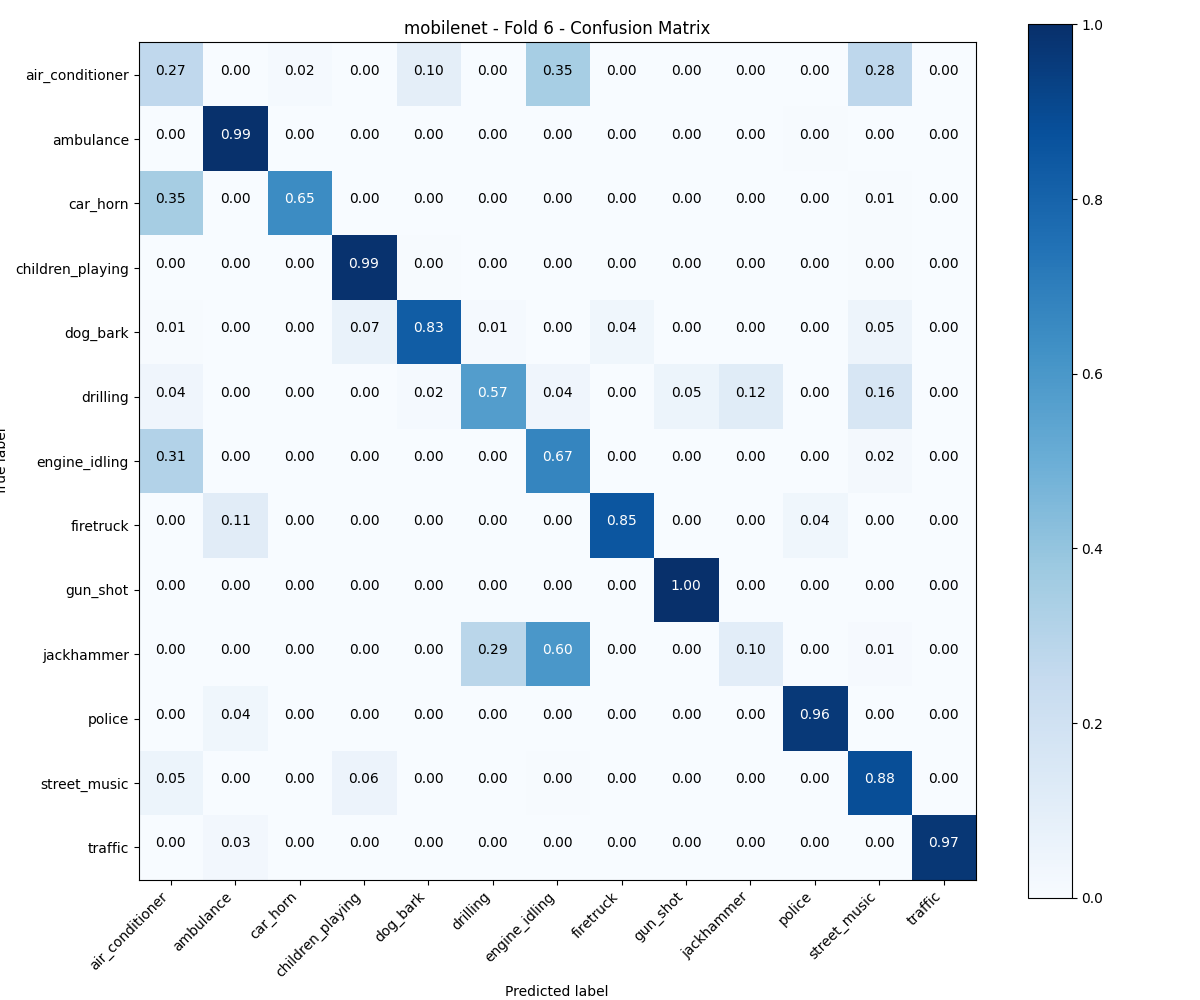 mobilenet - Fold 6 - Confusion Matrix
air_conditioner 0.27 0.00 0.02 0.00 0.10 0.00 0.35 0.00 0.00 0.00 0.00 0.28 0.00
ambulance 0.00 0.99 0.00 0.00 0.00 0.00 0.00 0.00 0.00 0.00 0.00 0.00 0.00
car_horn 0.35 0.00 0.65 0.00 0.00 0.00 0.00 0.00 0.00 0.00 0.00 0.01 0.00
children_playing 0.00 0.00 0.00 0.99 0.00 0.00 0.00 0.00 0.00 0.00 0.00 0.00 0.00
dog_bark 0.01 0.00 0.00 0.07 0.83 0.01 0.00 0.04 0.00 0.00 0.00 0.05 0.00
drilling 0.04 0.00 0.00 0.00 0.02 0.57 0.04 0.00 0.05 0.12 0.00 0.16 0.00
engine_idling 0.31 0.00 0.00 0.00 0.00 0.00 0.67 0.00 0.00 0.00 0.00 0.02 0.00
firetruck 0.00 0.11 0.00 0.00 0.00 0.00 0.00 0.85 0.00 0.00 0.04 0.00 0.00
gun_shot 0.00 0.00 0.00 0.00 0.00 0.00 0.00 0.00 1.00 0.00 0.00 0.00 0.00
jackhammer 0.00 0.00 0.00 0.00 0.00 0.29 0.60 0.00 0.00 0.10 0.00 0.01 0.00
police 0.00 0.04 0.00 0.00 0.00 0.00 0.00 0.00 0.00 0.00 0.96 0.00 0.00
street_music 0.05 0.00 0.00 0.06 0.00 0.00 0.00 0.00 0.00 0.00 0.00 0.88 0.00
traffic 0.00 0.03 0.00 0.00 0.00 0.00 0.00 0.00 0.00 0.00 0.00 0.00 0.97
air_conditioner ambulance car_horn children_playing dog_bark drilling engine_idling firetruck gun_shot jackhammer police street_music traffic
Predicted label
1.0
0.8
0.6
0.4
0.2
0.0